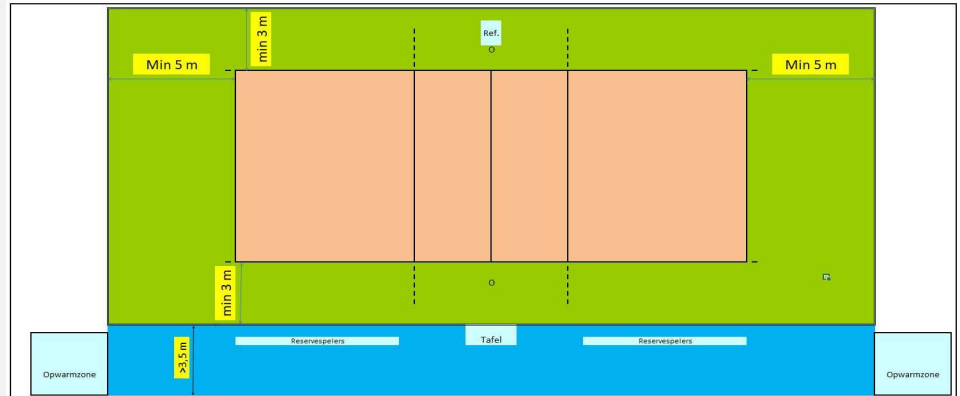 min 3 m
Ref.
O
Min 5 m
Min 5 m
min 3 m
O
>3,5 m
Reservespelers
Tafel
Reservespelers
Opwarmzone
Opwarmzone